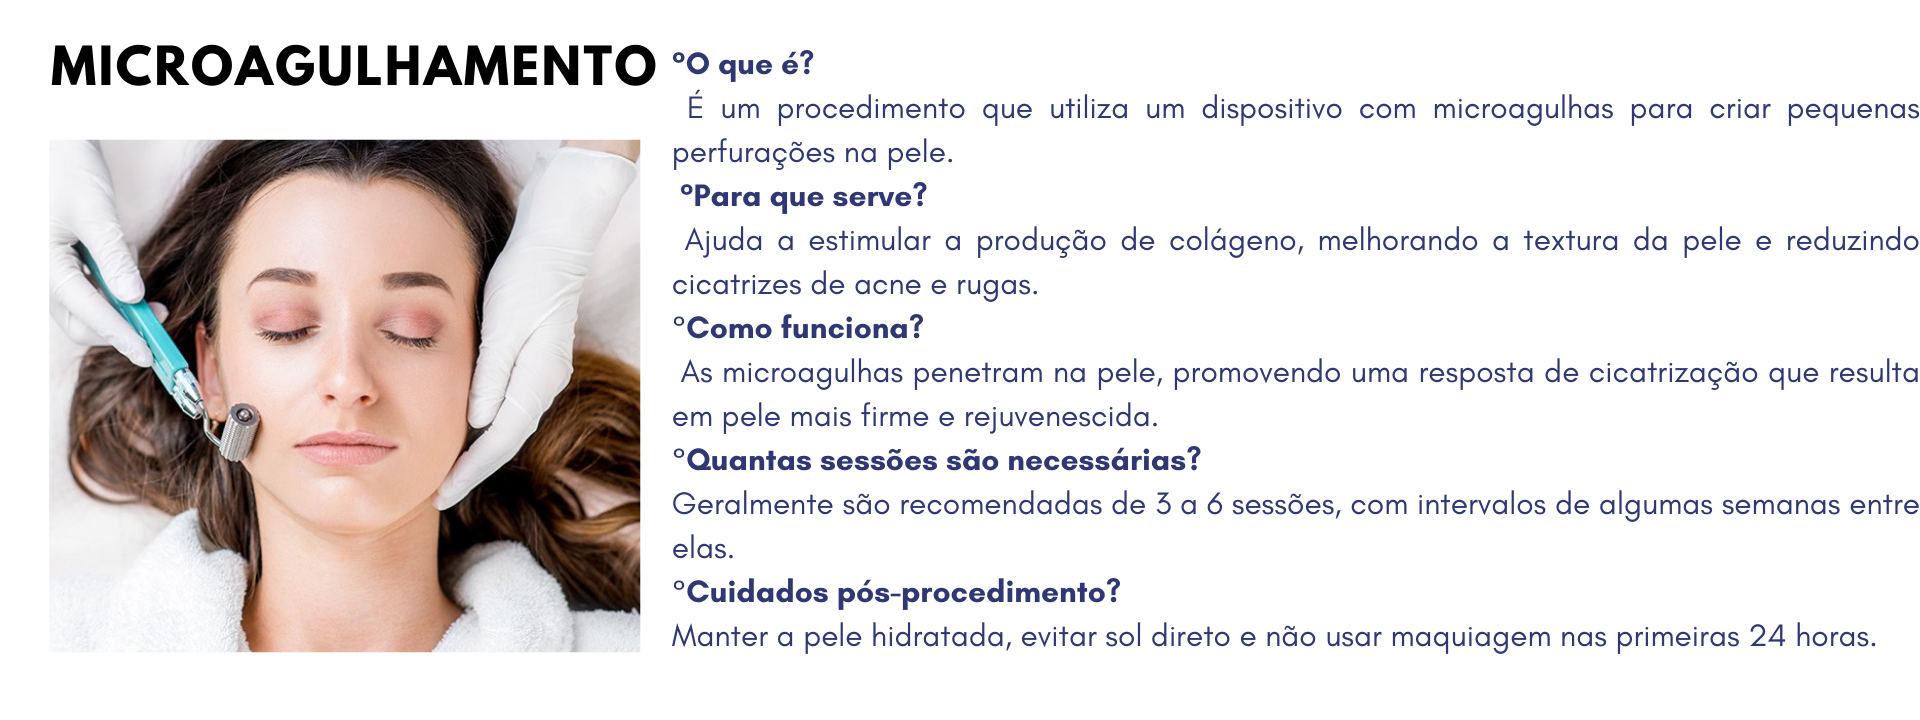 MICROAGULHAMENTO
°O que é?
É um procedimento que utiliza um dispositivo com microagulhas para criar pequenas
perfurações na pele.
°Para que serve?
Ajuda a estimular a produção de colágeno, melhorando a textura da pele e reduzindo
cicatrizes de acne e rugas.
°Como funciona?
As microagulhas penetram na pele, promovendo uma resposta de cicatrização que resulta
em pele mais firme e rejuvenescida.
°Quantas sessões são necessárias?
Geralmente são recomendadas de 3 a 6 sessões, com intervalos de algumas semanas entre
elas.
°Cuidados pós-procedimento?
Manter a pele hidratada, evitar sol direto e não usar maquiagem nas primeiras 24 horas.